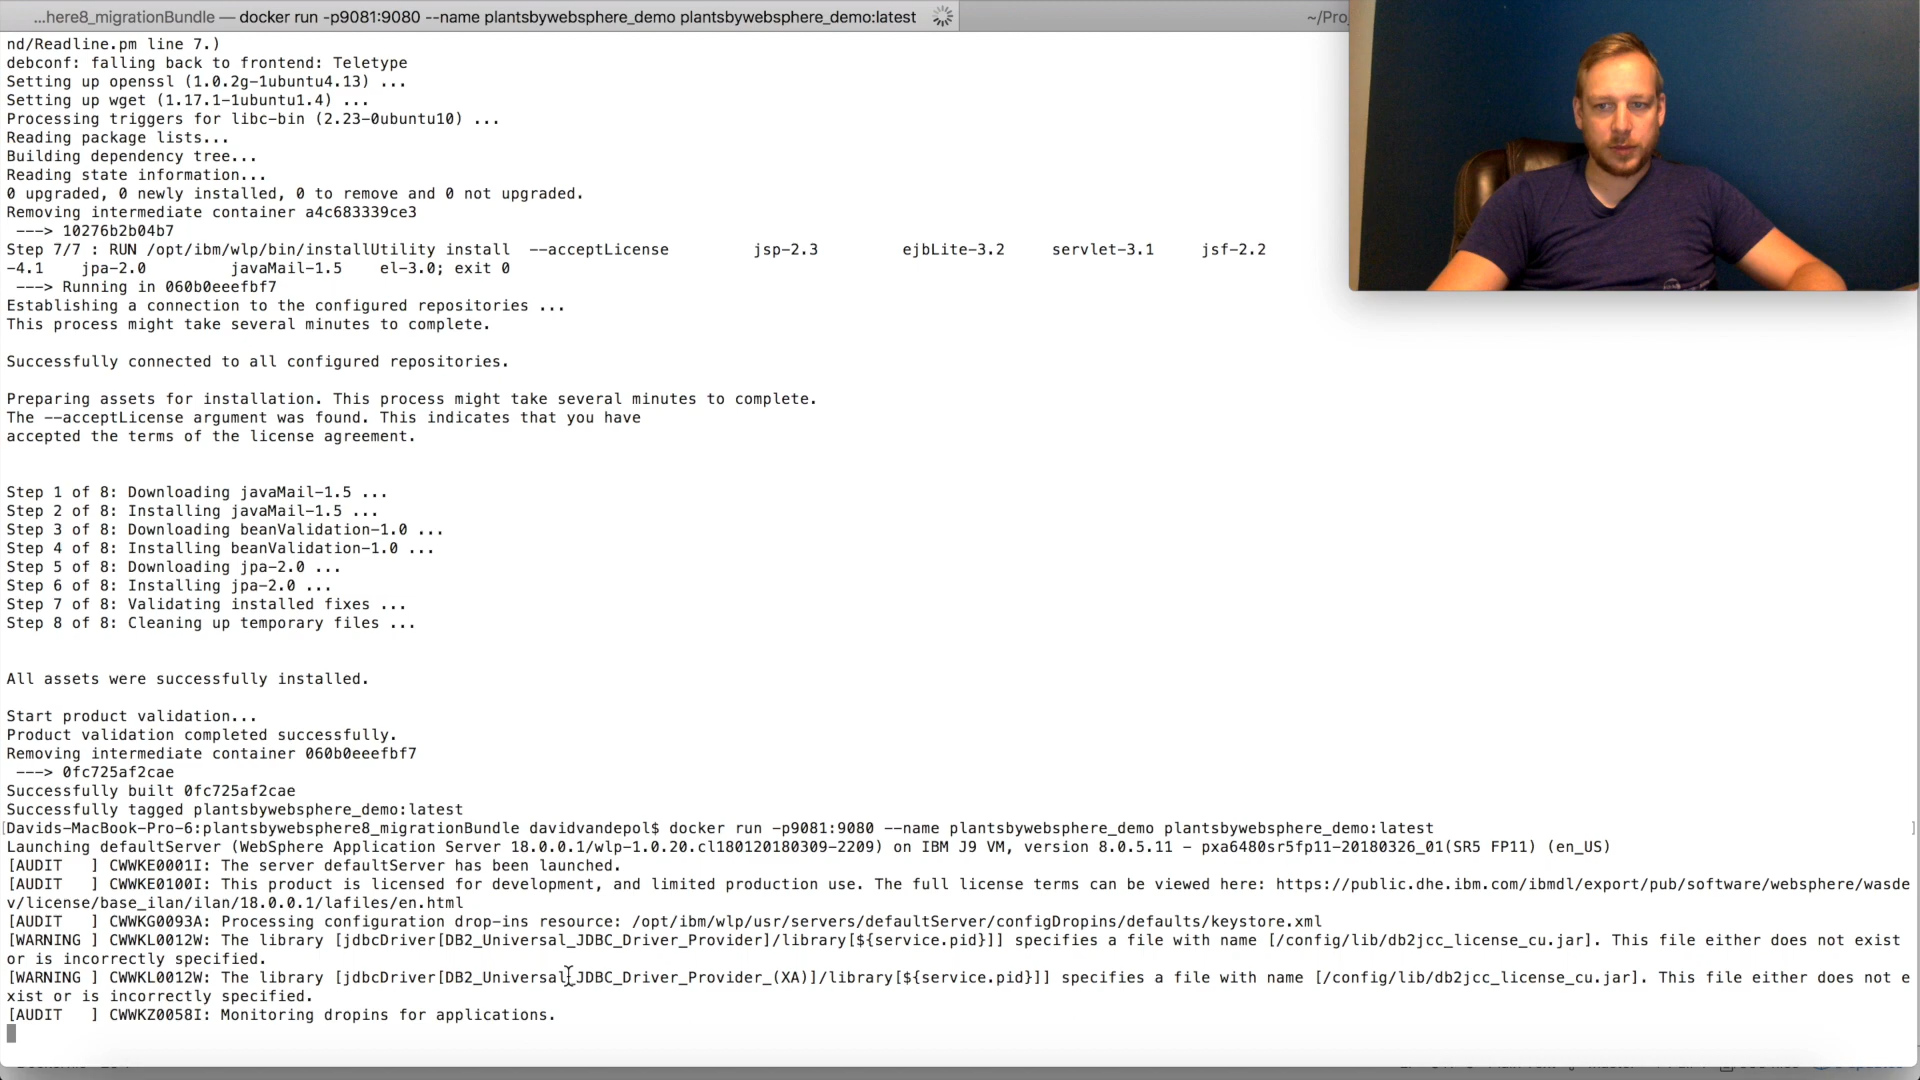 ...here8_migrationBundle — docker run -p9081:9080 --name plantsbywebsphere_demo plantsbywebsphere_demo:latest
~/Proj
nd/Readline.pm line 7.)
debconf: falling back to frontend: Teletype
Setting up openssl (1.0.2g-1ubuntu4.13) ...
Setting up wget (1.17.1-1ubuntu1.4) ...
Processing triggers for libc-bin (2.23-0ubuntu10) ...
Reading package lists...
Building dependency tree...
Reading state information...
0 upgraded, 0 newly installed, 0 to remove and 0 not upgraded.
Removing intermediate container a4c683339ce3
---> 10276b2b04b7
Step 7/7 : RUN /opt/ibm/wlp/bin/installUtility install --acceptLicense jsp-2.3 ejbLite-3.2 servlet-3.1 jsf-2.2
-4.1 jpa-2.0 javaMail-1.5 el-3.0; exit 0
---> Running in 060b0eeefbf7
Establishing a connection to the configured repositories ...
This process might take several minutes to complete.
Successfully connected to all configured repositories.
Preparing assets for installation. This process might take several minutes to complete.
The --acceptLicense argument was found. This indicates that you have
accepted the terms of the license agreement.
Step 1 of 8: Downloading javaMail-1.5 ...
Step 2 of 8: Installing javaMail-1.5 ...
Step 3 of 8: Downloading beanValidation-1.0 ...
Step 4 of 8: Installing beanValidation-1.0 ...
Step 5 of 8: Downloading jpa-2.0 ...
Step 6 of 8: Installing jpa-2.0 ...
Step 7 of 8: Validating installed fixes ...
Step 8 of 8: Cleaning up temporary files ...
All assets were successfully installed.
Start product validation...
Product validation completed successfully.
Removing intermediate container 060b0eeefbf7
---> 0fc725af2cae
Successfully built 0fc725af2cae
Successfully tagged plantsbywebsphere_demo:latest
[Davids-MacBook-Pro-6:plantsbywebsphere8_migrationBundle davidvandepol$ docker run -p9081:9080 --name plantsbywebsphere_demo plantsbywebsphere_demo:latest ]
Launching defaultServer (WebSphere Application Server 18.0.0.1/wlp-1.0.20.cl180120180309-2209) on IBM J9 VM, version 8.0.5.11 - pxa6480sr5fp11-20180326_01(SR5 FP11) (en_US)
[AUDIT   ] CWWKE0001I: The server defaultServer has been launched.
[AUDIT   ] CWWKE0100I: This product is licensed for development, and limited production use. The full license terms can be viewed here: https://public.dhe.ibm.com/ibmdl/export/pub/software/websphere/wasde
v/license/base_ilan/ilan/18.0.0.1/lafiles/en.html
[AUDIT   ] CWWKG0093A: Processing configuration drop-ins resource: /opt/ibm/wlp/usr/servers/defaultServer/configDropins/defaults/keystore.xml
[WARNING ] CWWKL0012W: The library [jdbcDriver[DB2_Universal_JDBC_Driver_Provider]/library[${service.pid}]] specifies a file with name [/config/lib/db2jcc_license_cu.jar]. This file either does not exist
or is incorrectly specified.
[WARNING ] CWWKL0012W: The library [jdbcDriver[DB2_Universal_JDBC_Driver_Provider_(XA)]/library[${service.pid}]] specifies a file with name [/config/lib/db2jcc_license_cu.jar]. This file either does not e
xist or is incorrectly specified.
[AUDIT   ] CWWKZ0058I: Monitoring dropins for applications.